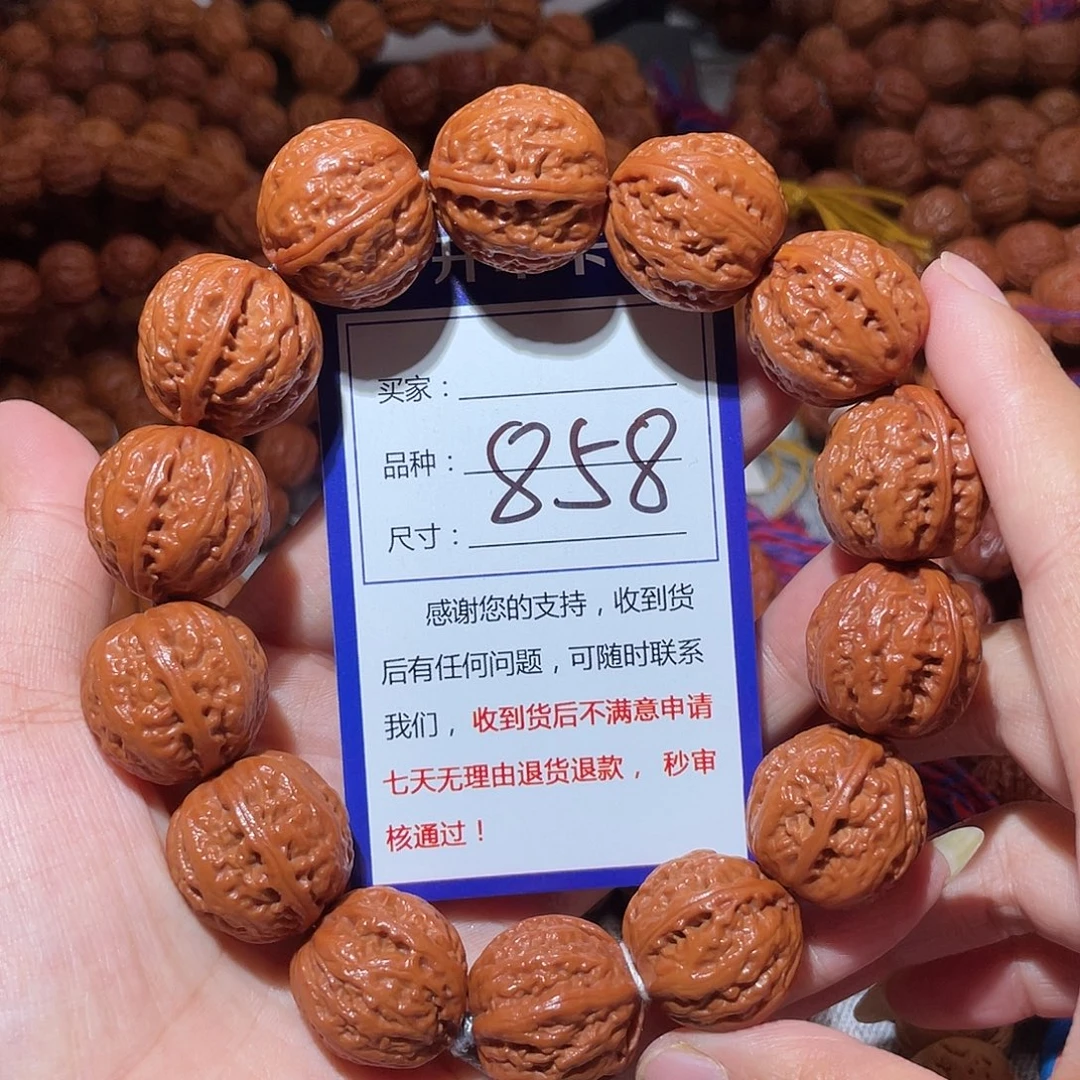 买家：
品种：858
尺寸：
感谢您的支持，收到货
后有任何问题，可随时联系
我们，收到货后不满意申请
七天无理由退货退款，秒审
核通过！